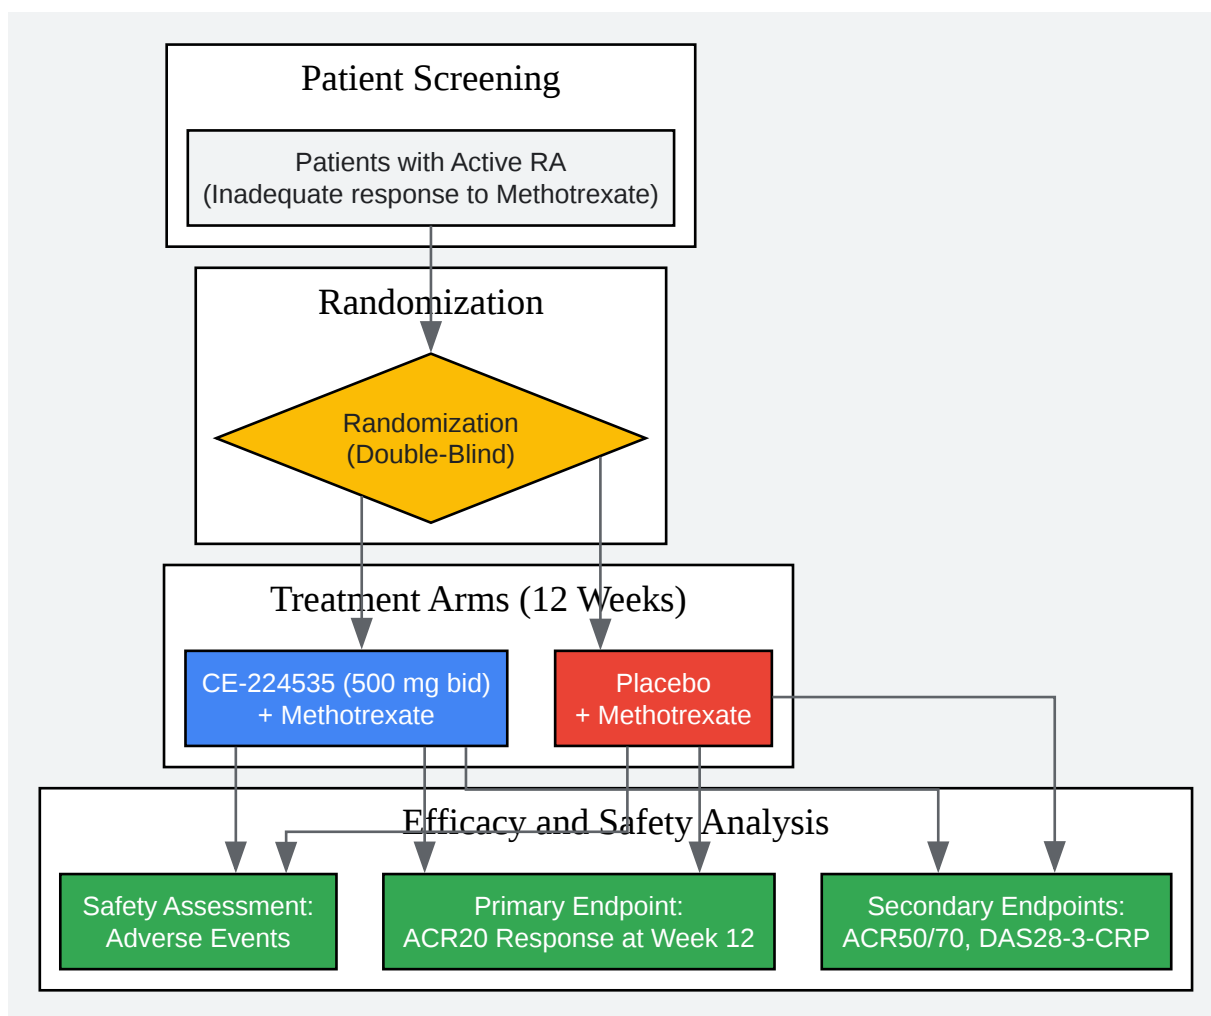 Patient Screening
Patients with Active RA
(Inadequate response to Methotrexate)
Randomization
Randomization
(Double-Blind)
Treatment Arms (12 Weeks)
CE-224535 (500 mg bid)
+ Methotrexate
Placebo
+ Methotrexate
Efficacy and Safety Analysis
Safety Assessment:
Adverse Events
Primary Endpoint:
ACR20 Response at Week 12
Secondary Endpoints:
ACR50/70, DAS28-3-CRP